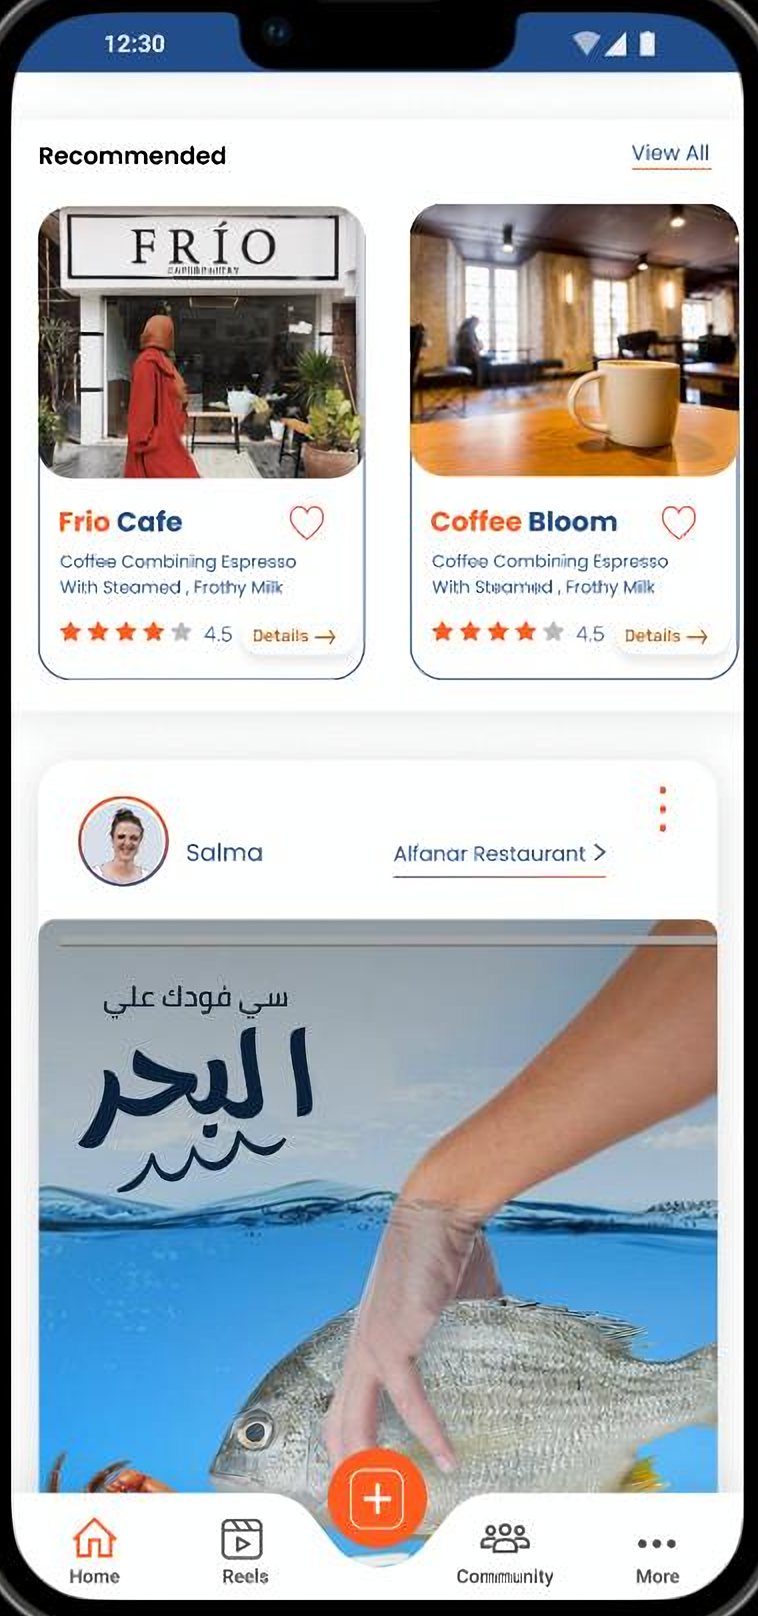 12:30
Recommended
View All
FRÍO
Frio Cafe
Coffee Combining Espresso
With Steamed , Frothy Milk
4.5
Details →
Coffee Bloom
Coffee Combining Espresso
With Steamed , Frothy Milk
4.5
Details →
Salma
Alfanar Restaurant >
سي فودك علي
البحر
Home
Reels
Community
More